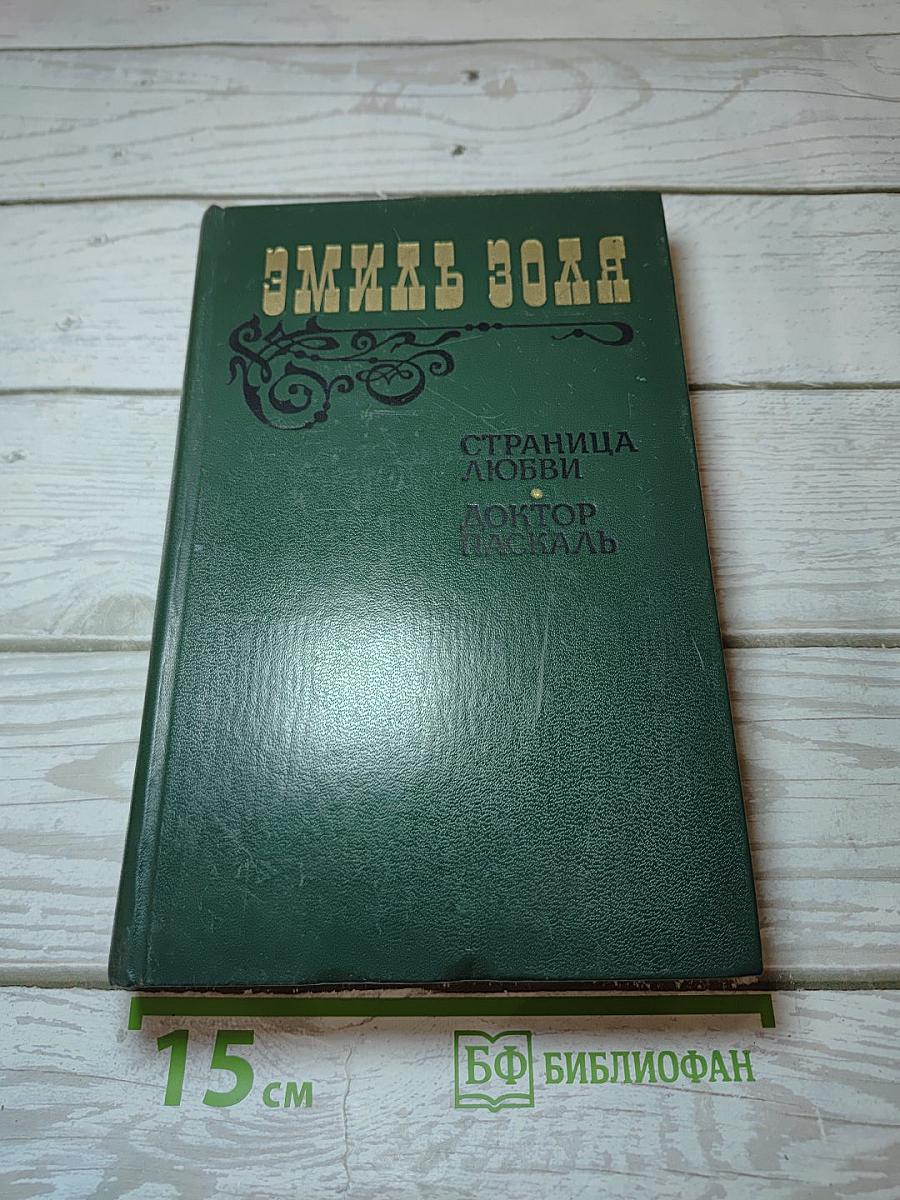 ЭМИЛЬ ЗОЛЯ
СТРАНИЦА
ЛЮБВИ
ДОКТОР
ПАСКАЛЬ
15 см
БФ БИБЛИОФАН